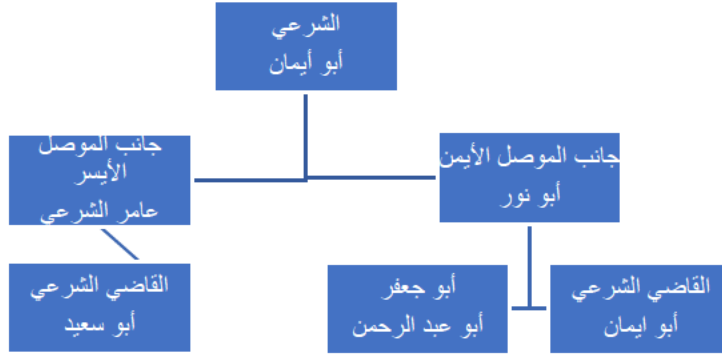 الشرعي
أبو أيمان
جانب الموصل
الأيسر
عامر الشرعي
جانب الموصل الأيمن
أبو نور
القاضي الشرعي
أبو سعيد
أبو جعفر
أبو عبد الرحمن
القاضي الشرعي
أبو ايمان